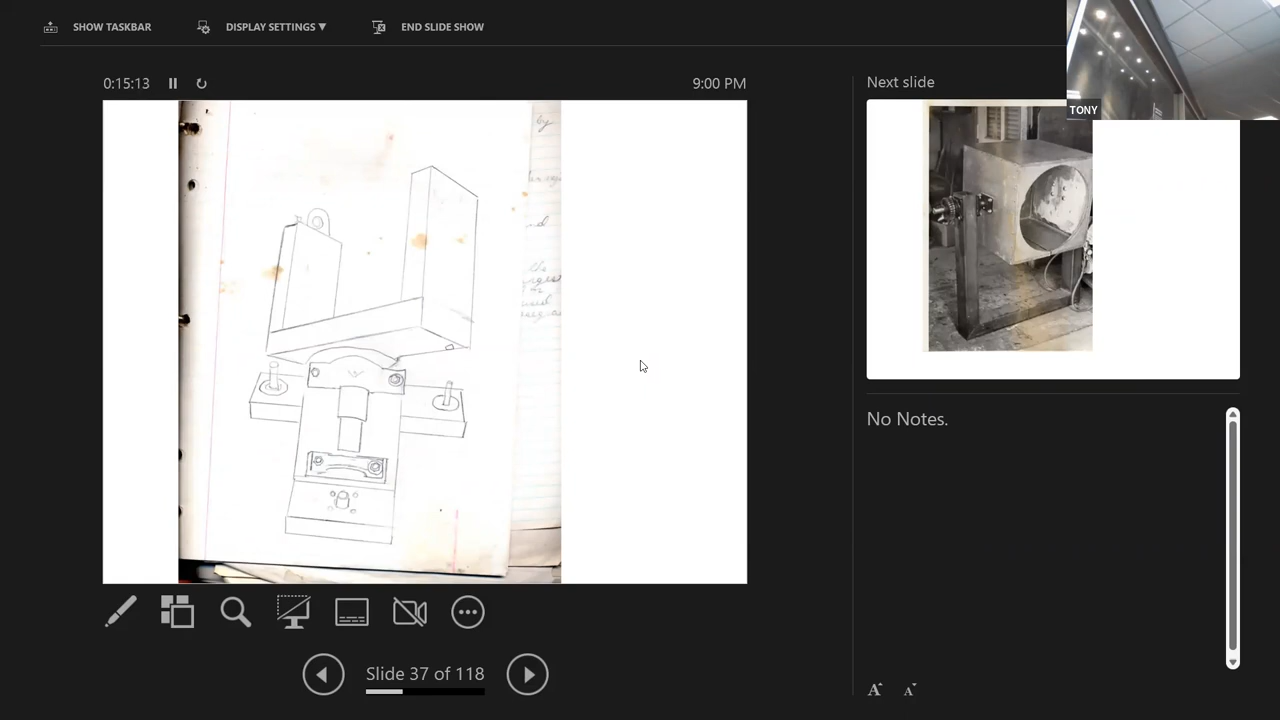 SHOW TASKBAR
DISPLAY SETTINGS ▼
END SLIDE SHOW
0:15:13
9:00 PM
Next slide
TONY
by
No Notes.
Slide 37 of 118
A
A